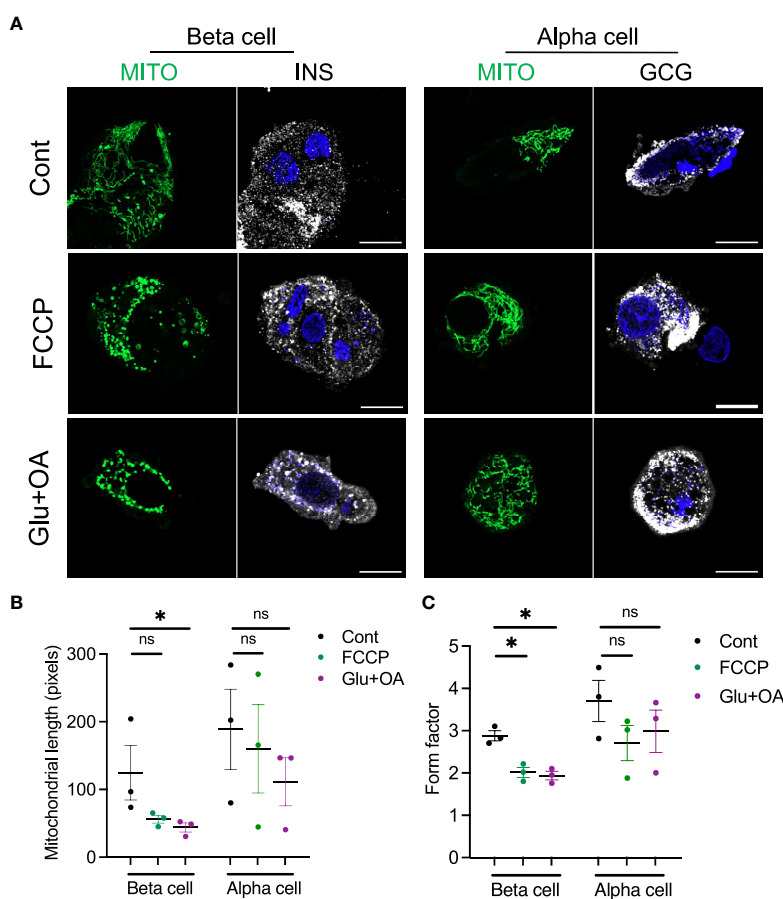 A
Beta cell
Alpha cell
MITO
INS
MITO
GCG
Cont
FCCP
Glu+OA
B
Mitochondrial length (pixels)
300
200
100
0
*
ns
ns
ns
Cont
FCCP
Glu+OA
Beta cell
Alpha cell
C
Form factor
5
4
3
2
1
0
*
*
ns
ns
Cont
FCCP
Glu+OA
Beta cell
Alpha cell